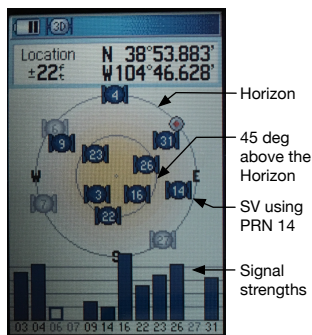 3D
Location
N 38°53.883'
±22ft
W104°46.628'
4
6
9
31
23
26
W
E
3
16
14
7
22
27
S
03 04 06 07 09 14 16 22 23 26 27 31
Horizon
45 deg
above the
Horizon
SV using
PRN 14
Signal
strengths